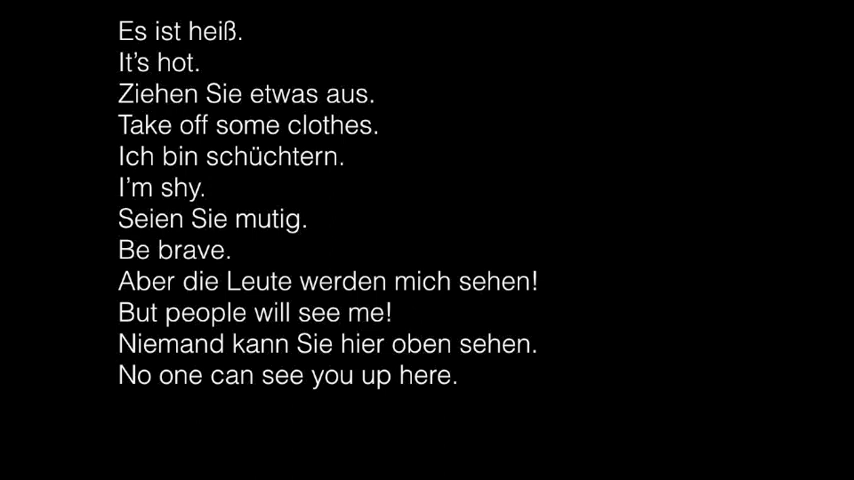 Es ist heiß.
It's hot.
Ziehen Sie etwas aus.
Take off some clothes.
Ich bin schüchtern.
I'm shy.
Seien Sie mutig.
Be brave.
Aber die Leute werden mich sehen!
But people will see me!
Niemand kann Sie hier oben sehen.
No one can see you up here.